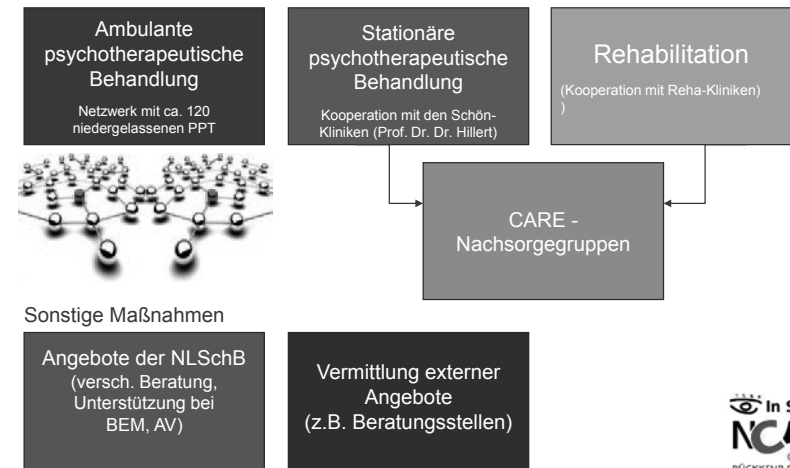 Ambulante
psychotherapeutische
Behandlung
Netzwerk mit ca. 120
niedergelassenen PPT
Stationäre
psychotherapeutische
Behandlung
Kooperation mit den Schön-
Kliniken (Prof. Dr. Dr. Hillert)
Rehabilitation
(Kooperation mit Reha-Kliniken)
)
CARE -
Nachsorgegruppen
Sonstige Maßnahmen
Angebote der NLSchB
(versch. Beratung,
Unterstützung bei
BEM, AV)
Vermittlung externer
Angebote
(z.B. Beratungsstellen)
In